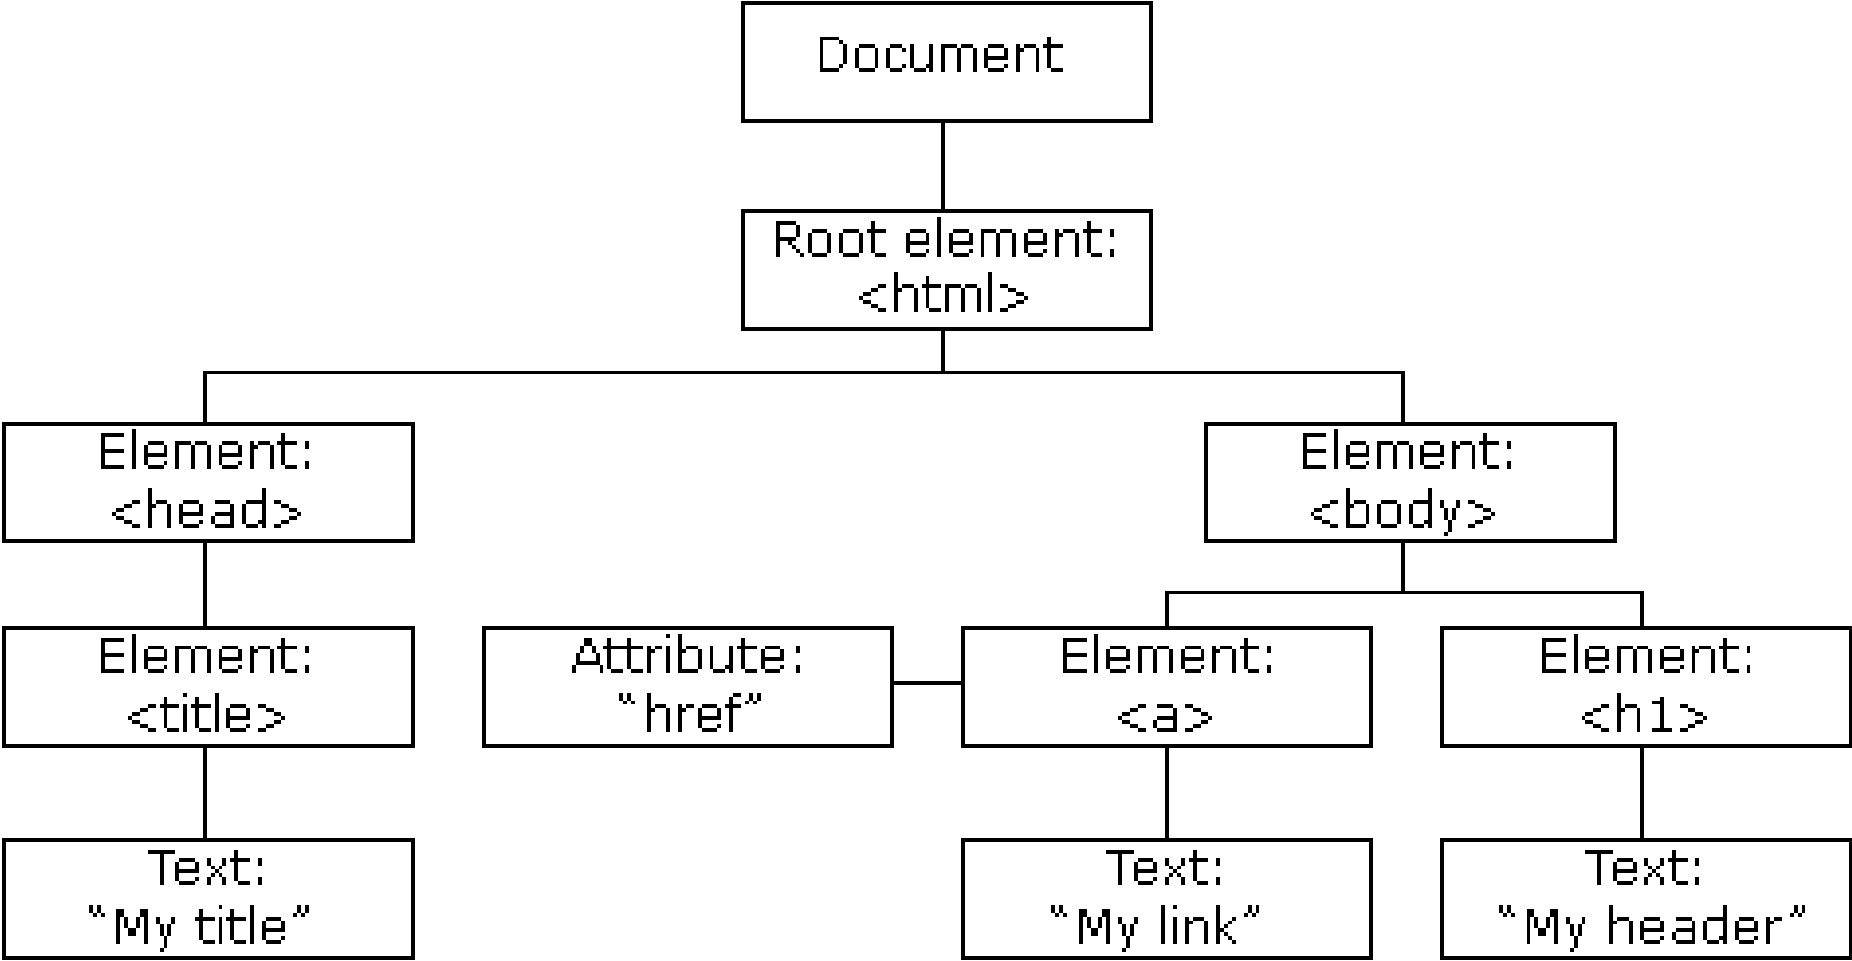 Document
Root element:
<html>
Element:
<head>
Element:
<body>
Element:
<title>
Attribute:
“href”
Element:
<a>
Element:
<h1>
Text:
“My title”
Text:
“My link”
Text:
“My header”